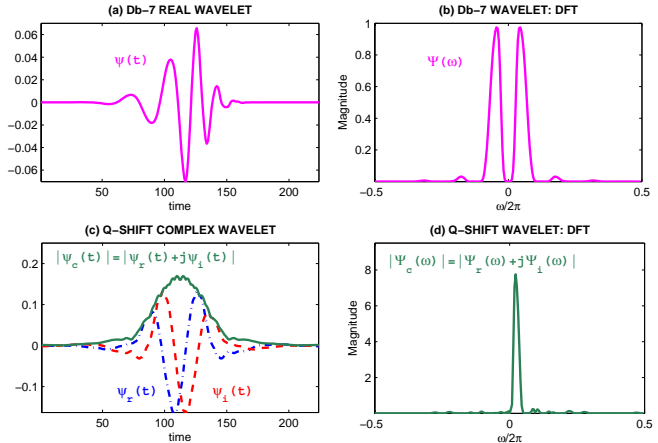 (a) Db−7 REAL WAVELET
0.06
0.04
0.02
0
−0.02
−0.04
−0.06
ψ(t)
50
100
150
200
time
(b) Db−7 WAVELET: DFT
1
0.8
0.6
0.4
0.2
Magnitude
Ψ(ω)
−0.5
0
0.5
ω/2π
(c) Q−SHIFT COMPLEX WAVELET
|ψc(t)|=|ψr(t)+jψi(t)|
0.2
0.1
0
−0.1
ψr(t)
ψi(t)
50
100
150
200
time
(d) Q−SHIFT WAVELET: DFT
|Ψc(ω)|=|Ψr(ω)+jΨi(ω)|
8
6
4
2
Magnitude
−0.5
0
0.5
ω/2π